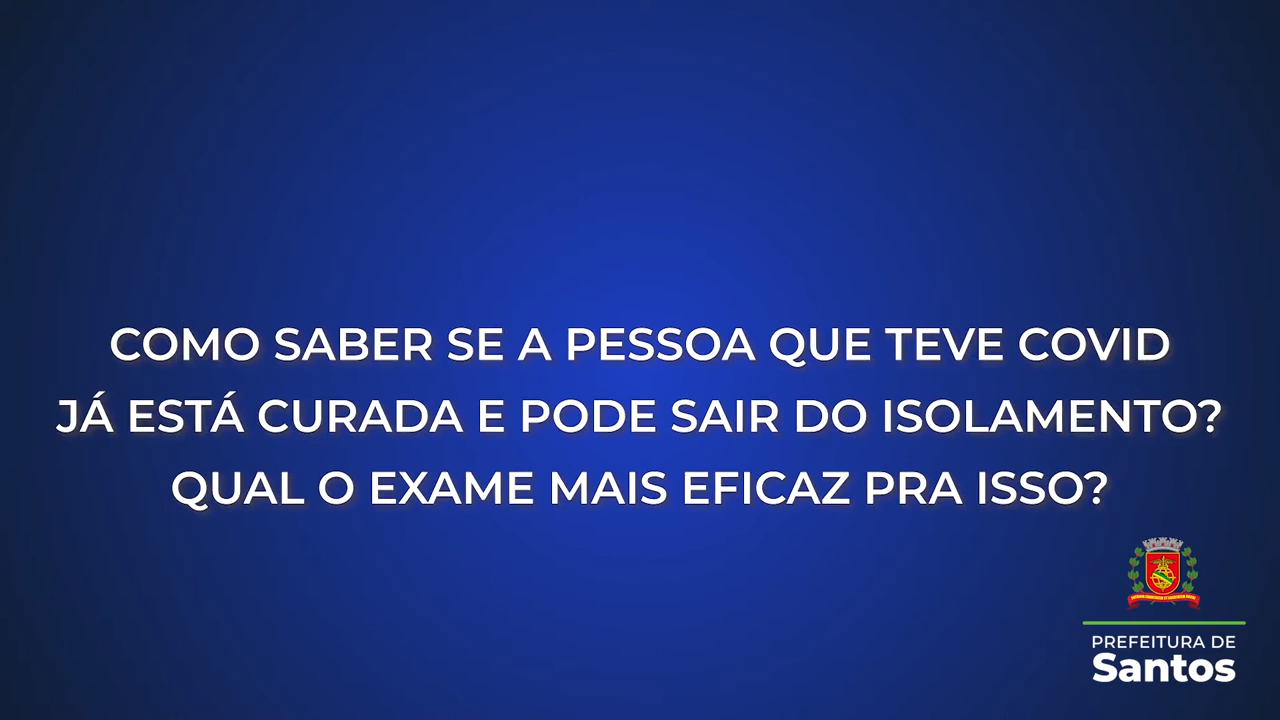 COMO SABER SE A PESSOA QUE TEVE COVID
JÁ ESTÁ CURADA E PODE SAIR DO ISOLAMENTO?
QUAL O EXAME MAIS EFICAZ PRA ISSO?
PREFEITURA DE
Santos